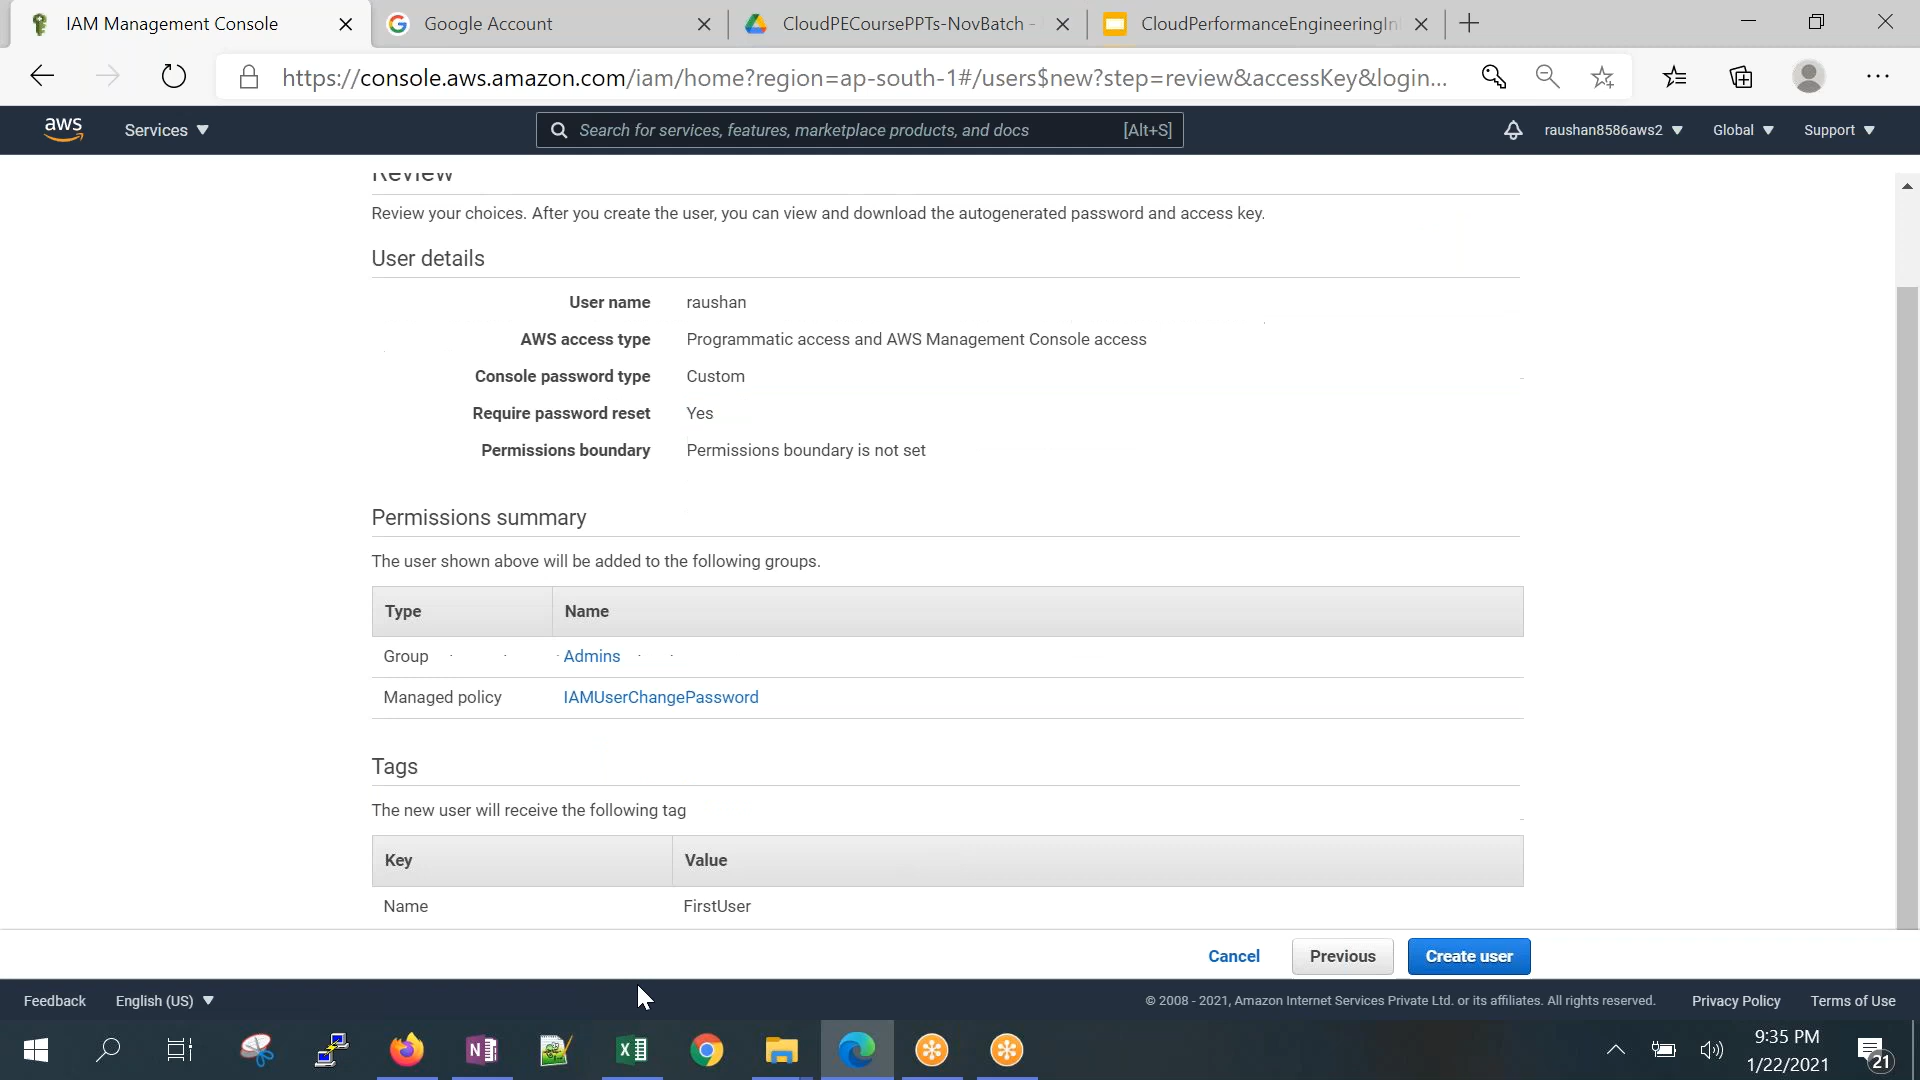 IAM Management Console
Google Account
CloudPECoursePPTs-NovBatch -
CloudPerformanceEngineeringIn
https://console.aws.amazon.com/iam/home?region=ap-south-1#/users$new?step=review&accessKey&login...
aws
Services
Search for services, features, marketplace products, and docs
[Alt+S]
raushan8586aws2
Global
Support
Review
Review your choices. After you create the user, you can view and download the autogenerated password and access key.
User details
User name raushan
AWS access type Programmatic access and AWS Management Console access
Console password type Custom
Require password reset Yes
Permissions boundary Permissions boundary is not set
Permissions summary
The user shown above will be added to the following groups.
Type Name
Group Admins
Managed policy IAMUserChangePassword
Tags
The new user will receive the following tag
Key Value
Name FirstUser
Cancel Previous Create user
Feedback English (US) © 2008 - 2021, Amazon Internet Services Private Ltd. or its affiliates. All rights reserved. Privacy Policy Terms of Use
9:35 PM
1/22/2021
21